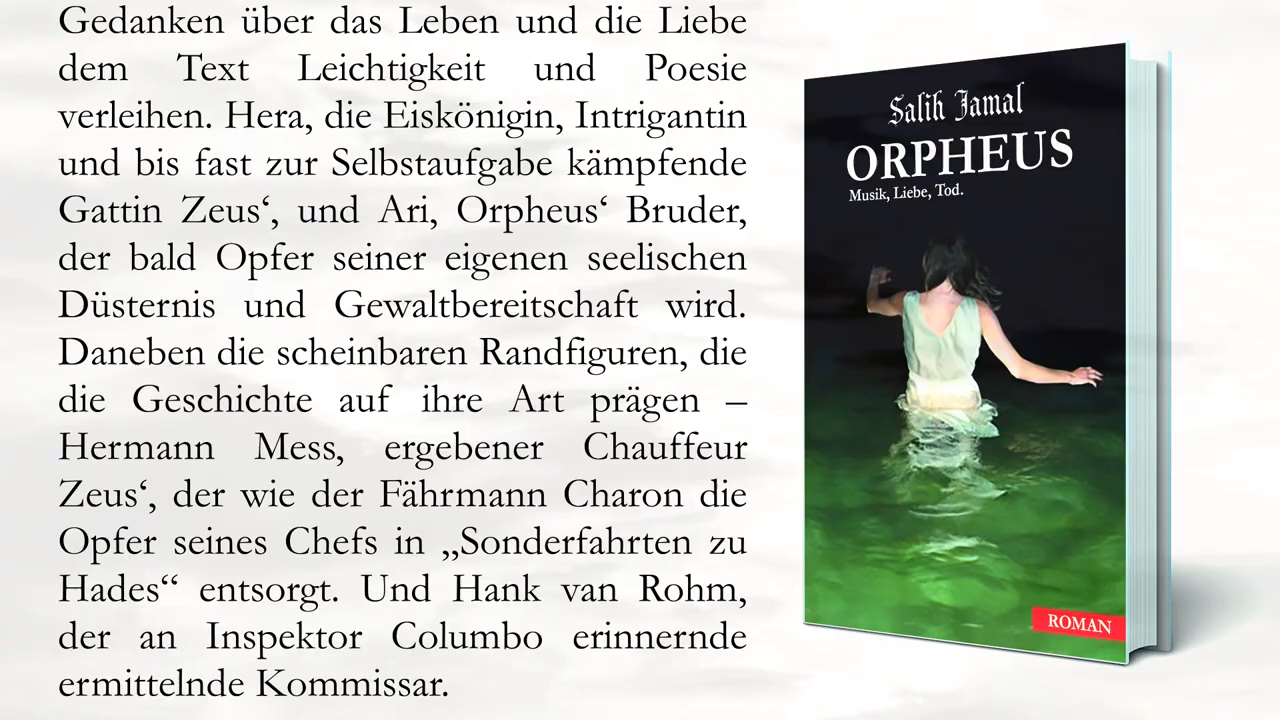 Gedanken über das Leben und die Liebe
dem Text Leichtigkeit und Poesie
verleihen. Hera, die Eiskönigin, Intrigantin
und bis fast zur Selbstaufgabe kämpfende
Gattin Zeus‘, und Ari, Orpheus‘ Bruder,
der bald Opfer seiner eigenen seelischen
Düsternis und Gewaltbereitschaft wird.
Daneben die scheinbaren Randfiguren, die
die Geschichte auf ihre Art prägen –
Hermann Mess, ergebener Chauffeur
Zeus‘, der wie der Fährmann Charon die
Opfer seines Chefs in „Sonderfahrten zu
Hades“ entsorgt. Und Hank van Rohm,
der an Inspektor Columbo erinnernde
ermittelnde Kommissar.
Salih Jamal
ORPHEUS
Musik, Liebe, Tod.
ROMAN